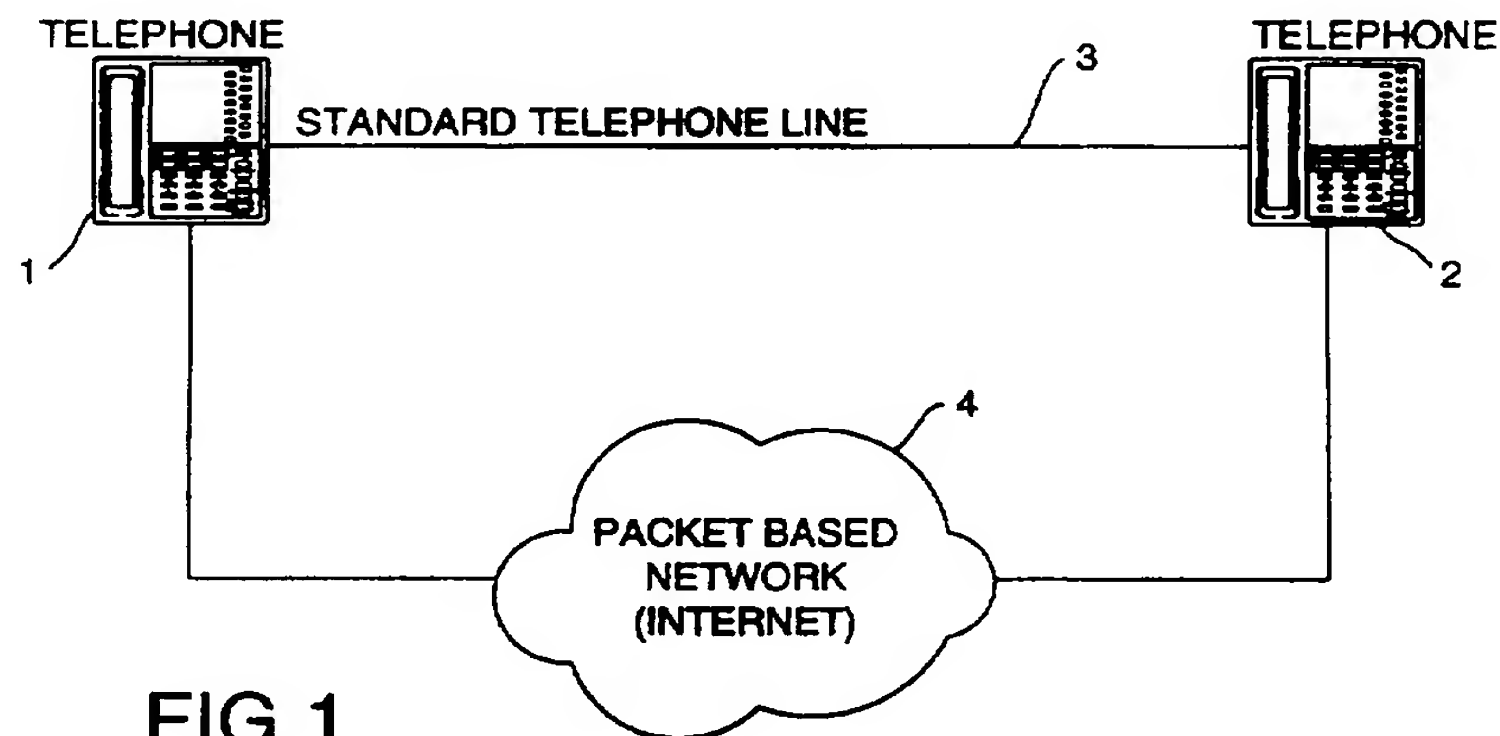 TELEPHONE
TELEPHONE
3
STANDARD TELEPHONE LINE
1
2
4
PACKET BASED
NETWORK
(INTERNET)
FIG 1